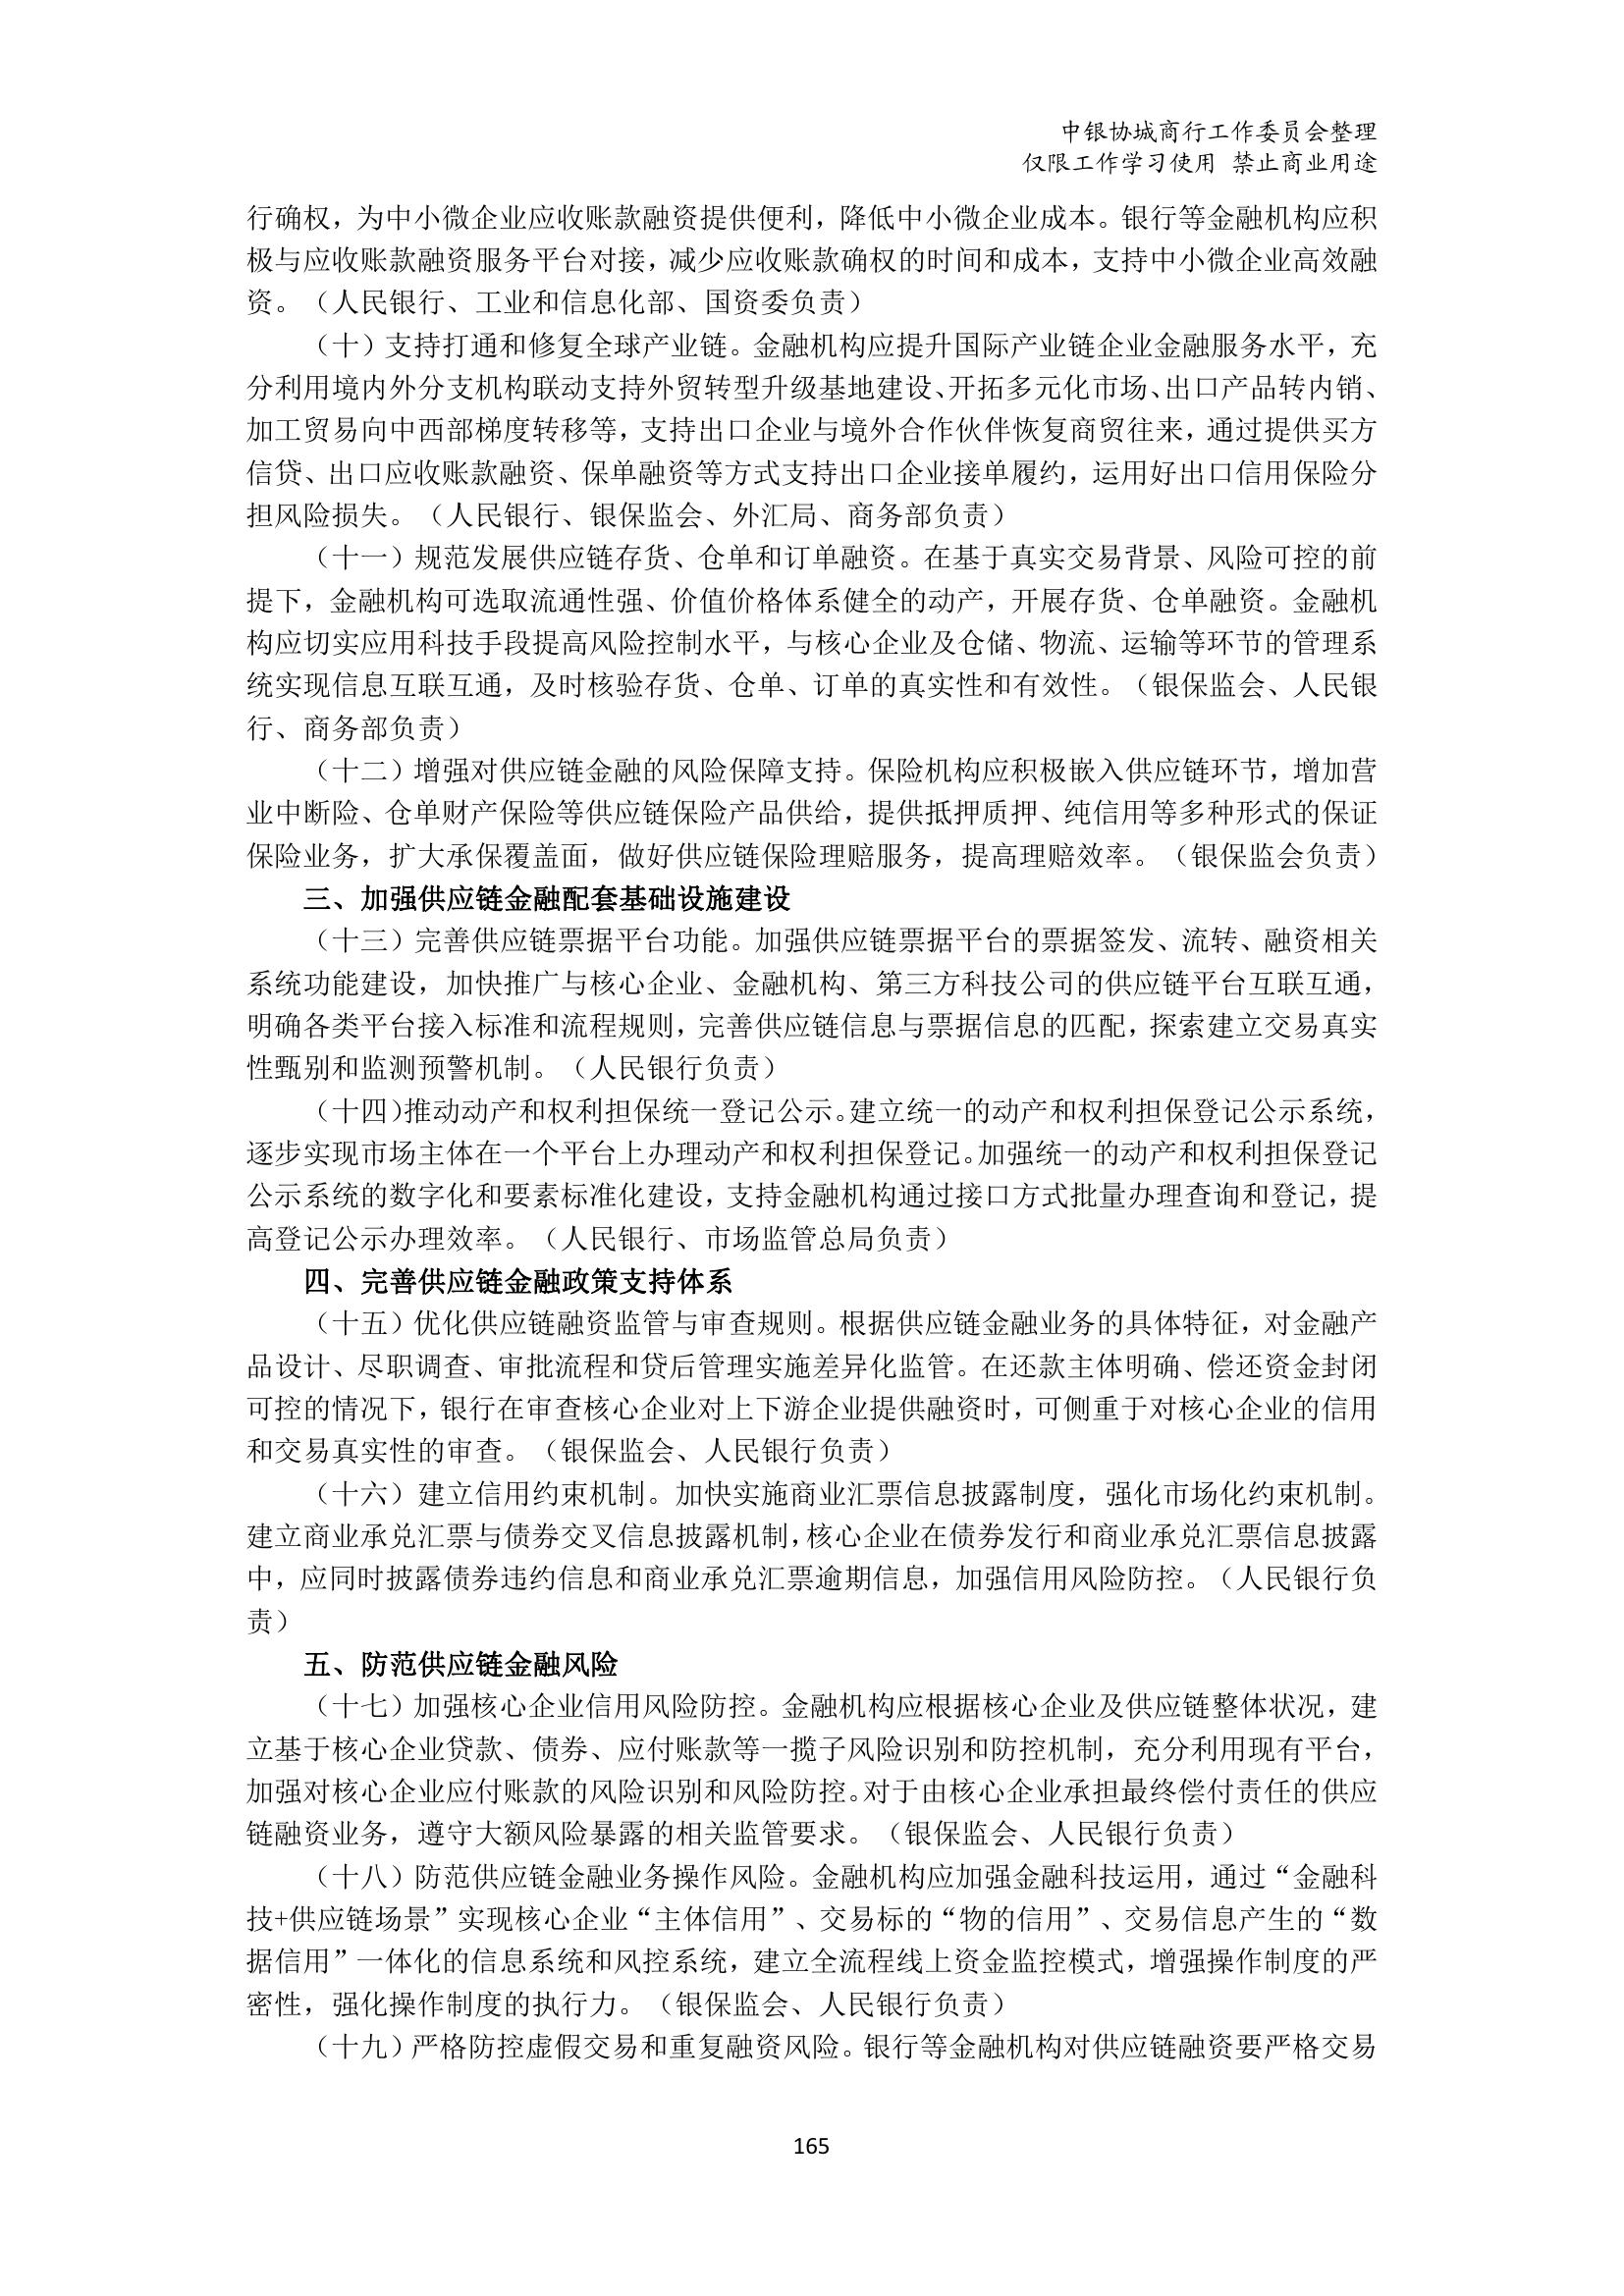 中银协城商行工作委员会整理
仅限工作学习使用 禁止商业用途
行确权，为中小微企业应收账款融资提供便利，降低中小微企业成本。银行等金融机构应积
极与应收账款融资服务平台对接，减少应收账款确权的时间和成本，支持中小微企业高效融
资。（人民银行、工业和信息化部、国资委负责）
（十）支持打通和修复全球产业链。金融机构应提升国际产业链企业金融服务水平，充
分利用境内外分支机构联动支持外贸转型升级基地建设、开拓多元化市场、出口产品转内销、
加工贸易向中西部梯度转移等，支持出口企业与境外合作伙伴恢复商贸往来，通过提供买方
信贷、出口应收账款融资、保单融资等方式支持出口企业接单履约，运用好出口信用保险分
担风险损失。（人民银行、银保监会、外汇局、商务部负责）
（十一）规范发展供应链存货、仓单和订单融资。在基于真实交易背景、风险可控的前
提下，金融机构可选取流通性强、价值价格体系健全的动产，开展存货、仓单融资。金融机
构应切实应用科技手段提高风险控制水平，与核心企业及仓储、物流、运输等环节的管理系
统实现信息互联互通，及时核验存货、仓单、订单的真实性和有效性。（银保监会、人民银
行、商务部负责）
（十二）增强对供应链金融的风险保障支持。保险机构应积极嵌入供应链环节，增加营
业中断险、仓单财产保险等供应链保险产品供给，提供抵押质押、纯信用等多种形式的保证
保险业务，扩大承保覆盖面，做好供应链保险理赔服务，提高理赔效率。（银保监会负责）
三、加强供应链金融配套基础设施建设
（十三）完善供应链票据平台功能。加强供应链票据平台的票据签发、流转、融资相关
系统功能建设，加快推广与核心企业、金融机构、第三方科技公司的供应链平台互联互通，
明确各类平台接入标准和流程规则，完善供应链信息与票据信息的匹配，探索建立交易真实
性甄别和监测预警机制。（人民银行负责）
（十四）推动动产和权利担保统一登记公示。建立统一的动产和权利担保登记公示系统，
逐步实现市场主体在一个平台上办理动产和权利担保登记。加强统一的动产和权利担保登记
公示系统的数字化和要素标准化建设，支持金融机构通过接口方式批量办理查询和登记，提
高登记公示办理效率。（人民银行、市场监管总局负责）
四、完善供应链金融政策支持体系
（十五）优化供应链融资监管与审查规则。根据供应链金融业务的具体特征，对金融产
品设计、尽职调查、审批流程和贷后管理实施差异化监管。在还款主体明确、偿还资金封闭
可控的情况下，银行在审查核心企业对上下游企业提供融资时，可侧重于对核心企业的信用
和交易真实性的审查。（银保监会、人民银行负责）
（十六）建立信用约束机制。加快实施商业汇票信息披露制度，强化市场化约束机制。
建立商业承兑汇票与债券交叉信息披露机制，核心企业在债券发行和商业承兑汇票信息披露
中，应同时披露债券违约信息和商业承兑汇票逾期信息，加强信用风险防控。（人民银行负
责）
五、防范供应链金融风险
（十七）加强核心企业信用风险防控。金融机构应根据核心企业及供应链整体状况，建
立基于核心企业贷款、债券、应付账款等一揽子风险识别和防控机制，充分利用现有平台，
加强对核心企业应付账款的风险识别和风险防控。对于由核心企业承担最终偿付责任的供应
链融资业务，遵守大额风险暴露的相关监管要求。（银保监会、人民银行负责）
（十八）防范供应链金融业务操作风险。金融机构应加强金融科技运用，通过“金融科
技+供应链场景”实现核心企业“主体信用”、交易标的“物的信用”、交易信息产生的“数
据信用”一体化的信息系统和风控系统，建立全流程线上资金监控模式，增强操作制度的严
密性，强化操作制度的执行力。（银保监会、人民银行负责）
（十九）严格防控虚假交易和重复融资风险。银行等金融机构对供应链融资要严格交易
165